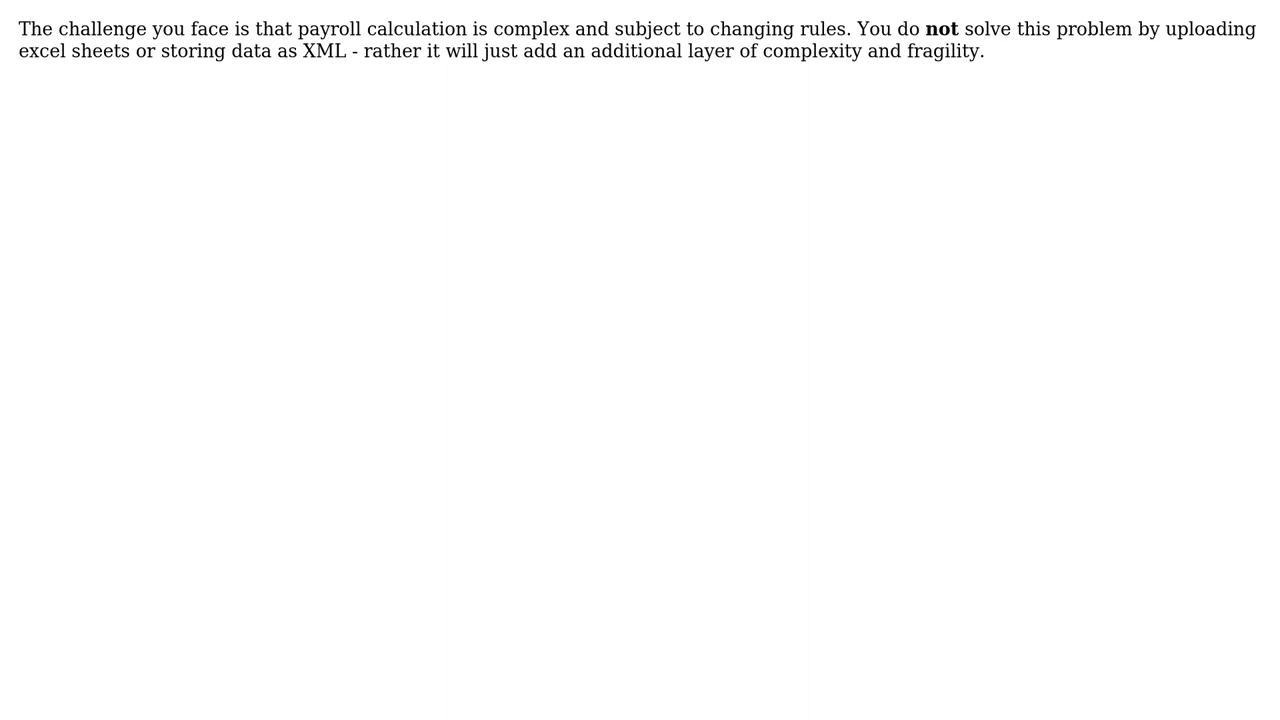 The challenge you face is that payroll calculation is complex and subject to changing rules. You do not solve this problem by uploading
excel sheets or storing data as XML - rather it will just add an additional layer of complexity and fragility.